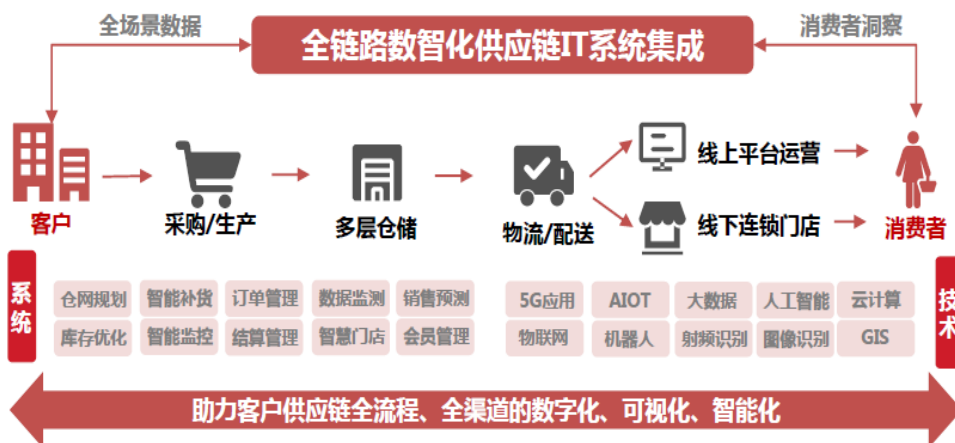 全场景数据
全链路数智化供应链IT系统集成
消费者洞察
线上平台运营
客户
采购/生产
多层仓储
物流/配送
线下连锁门店
消费者
系统
仓网规划 智能补货 订单管理 数据监测 销售预测
5G应用 AIOT 大数据 人工智能 云计算
技术
库存优化 智能监控 结算管理 智慧门店 会员管理
物联网 机器人 射频识别 图像识别 GIS
助力客户供应链全流程、全渠道的数字化、可视化、智能化